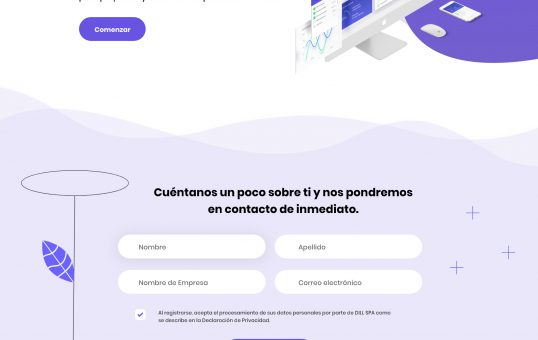 Comenzar
Cuéntanos un poco sobre ti y nos pondremos
en contacto de inmediato.
Nombre
Apellido
Nombre de Empresa
Correo electrónico
Al registrarse, acepta el procesamiento de sus datos personales por parte de DILI, SPA como
se describe en la Declaración de Privacidad.